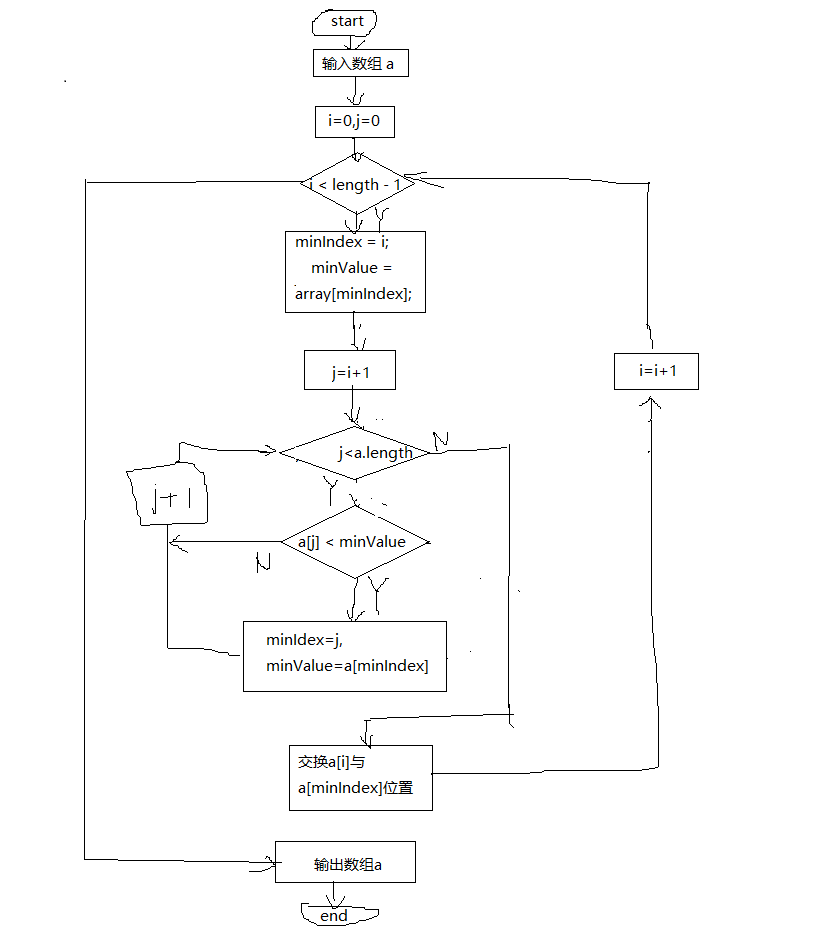 start
输入数组 a
i=0,j=0
i < length - 1
Y
minIndex = i;
minValue =
array[minIndex];
j=i+1
i=i+1
j<a.length
N
j+1
Y
a[j] < minValue
N
Y
minIdex=j,
minValue=a[minIndex]
交换a[i]与
a[minIndex]位置
输出数组a
end